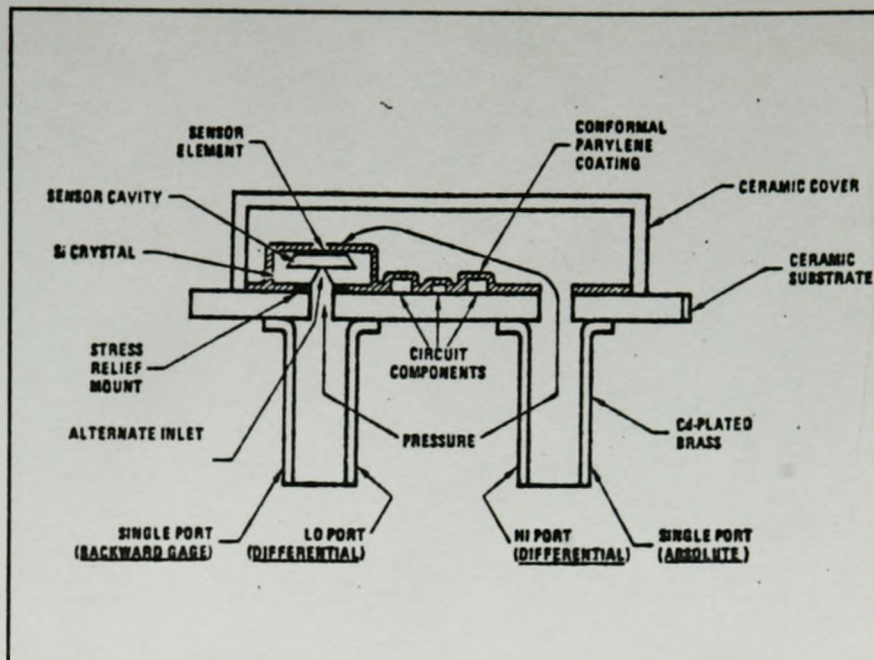 SENSOR
ELEMENT
CONFORMAL
PARYLENE
COATING
SENSOR CAVITY
CERAMIC COVER
Si CRYSTAL
CERAMIC
SUBSTRATE
STRESS
RELIEF
MOUNT
CIRCUIT
COMPONENTS
ALTERNATE INLET
PRESSURE
Cd-PLATED
BRASS
SINGLE PORT
(BACKWARD GAGE)
LO PORT
(DIFFERENTIAL)
HI PORT
(DIFFERENTIAL)
SINGLE PORT
(ABSOLUTE)